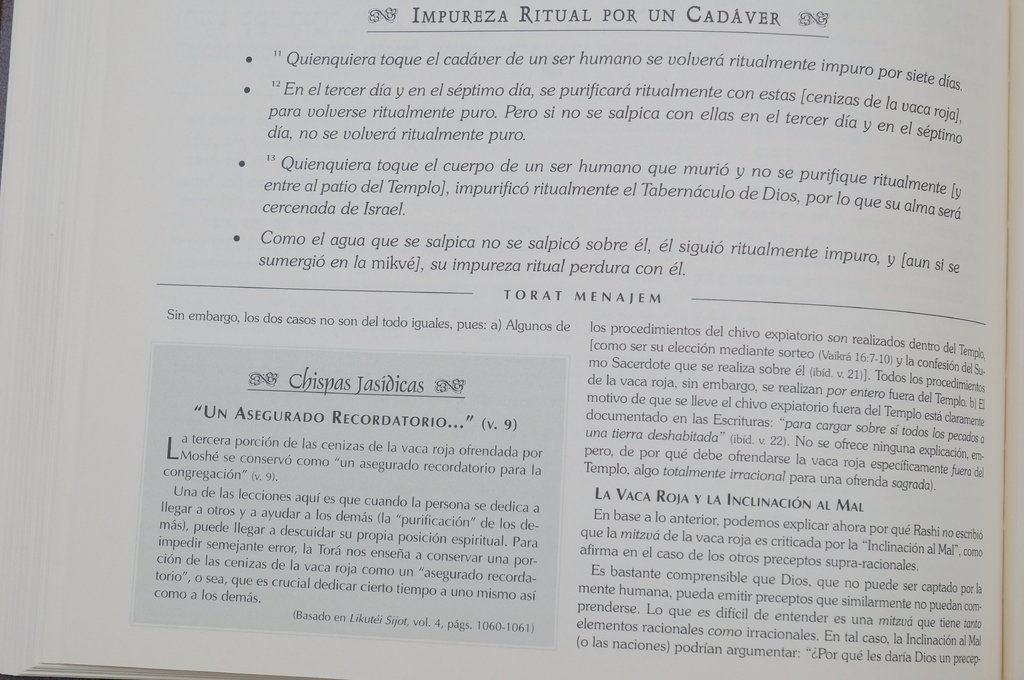 IMPUREZA RITUAL POR UN CADÁVER
• 11 Quienquiera toque el cadáver de un ser humano se volverá ritualmente impuro por siete días.
• 12 En el tercer día y en el séptimo día, se purificará ritualmente con estas [cenizas de la vaca roja],
para volverse ritualmente puro. Pero si no se salpica con ellas en el tercer día y en el séptimo
día, no se volverá ritualmente puro.
• 13 Quienquiera toque el cuerpo de un ser humano que murió y no se purifique ritualmente [y
entre al patio del Templo], impurificó ritualmente el Tabernáculo de Dios, por lo que su alma será
cercenada de Israel.
• Como el agua que se salpica no se salpicó sobre él, él siguió ritualmente impuro, y [aun si se
sumergió en la mikvé], su impureza ritual perdura con él.
TORAT MENAJEM
Sin embargo, los dos casos no son del todo iguales, pues: a) Algunos de
Chispas Jasídicas
"UN ASEGURADO RECORDATORIO..." (v. 9)
La tercera porción de las cenizas de la vaca roja ofrendada por
Moshé se conservó como "un asegurado recordatorio para la
congregación" (v. 9).
Una de las lecciones aquí es que cuando la persona se dedica a
llegar a otros y a ayudar a los demás (la "purificación" de los de-
más), puede llegar a descuidar su propia posición espiritual. Para
impedir semejante error, la Torá nos enseña a conservar una por-
ción de las cenizas de la vaca roja como un "asegurado recorda-
torio", o sea, que es crucial dedicar cierto tiempo a uno mismo así
como a los demás.
(Basado en Likutéi Sijot, vol. 4, págs. 1060-1061)
los procedimientos del chivo expiatorio son realizados dentro del Templo,
[como ser su elección mediante sorteo (Vaikrá 16:7-10) y la confesión del Su-
mo Sacerdote que se realiza sobre él (ibíd. v. 21)]. Todos los procedimientos
de la vaca roja, sin embargo, se realizan por entero fuera del Templo. b) El
motivo de que se lleve el chivo expiatorio fuera del Templo está claramente
documentado en las Escrituras: "para cargar sobre sí todos los pecados a
una tierra deshabitada" (ibíd. v. 22). No se ofrece ninguna explicación, em-
pero, de por qué debe ofrendarse la vaca roja específicamente fuera del
Templo, algo totalmente irracional para una ofrenda sagrada).
LA VACA ROJA Y LA INCLINACIÓN AL MAL
En base a lo anterior, podemos explicar ahora por qué Rashi no escribió
que la mitzvá de la vaca roja es criticada por la "Inclinación al Mal", como
afirma en el caso de los otros preceptos supra-racionales.
Es bastante comprensible que Dios, que no puede ser captado por la
mente humana, pueda emitir preceptos que similarmente no puedan com-
prenderse. Lo que es difícil de entender es una mitzvá que tiene tanto
elementos racionales como irracionales. En tal caso, la Inclinación al Mal
(o las naciones) podrían argumentar: "¿Por qué les daría Dios un precep-